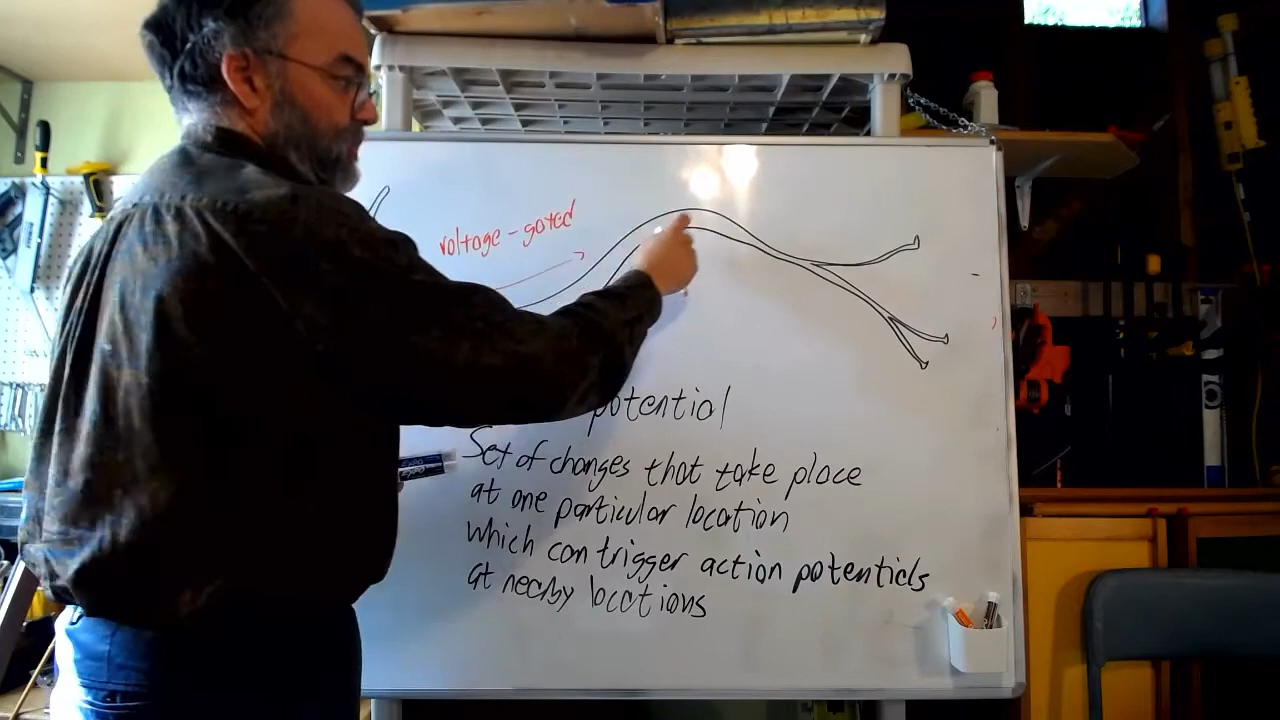 voltage-gated
potential
Set of changes that take place
at one particular location
which can trigger action potentials
at nearby locations